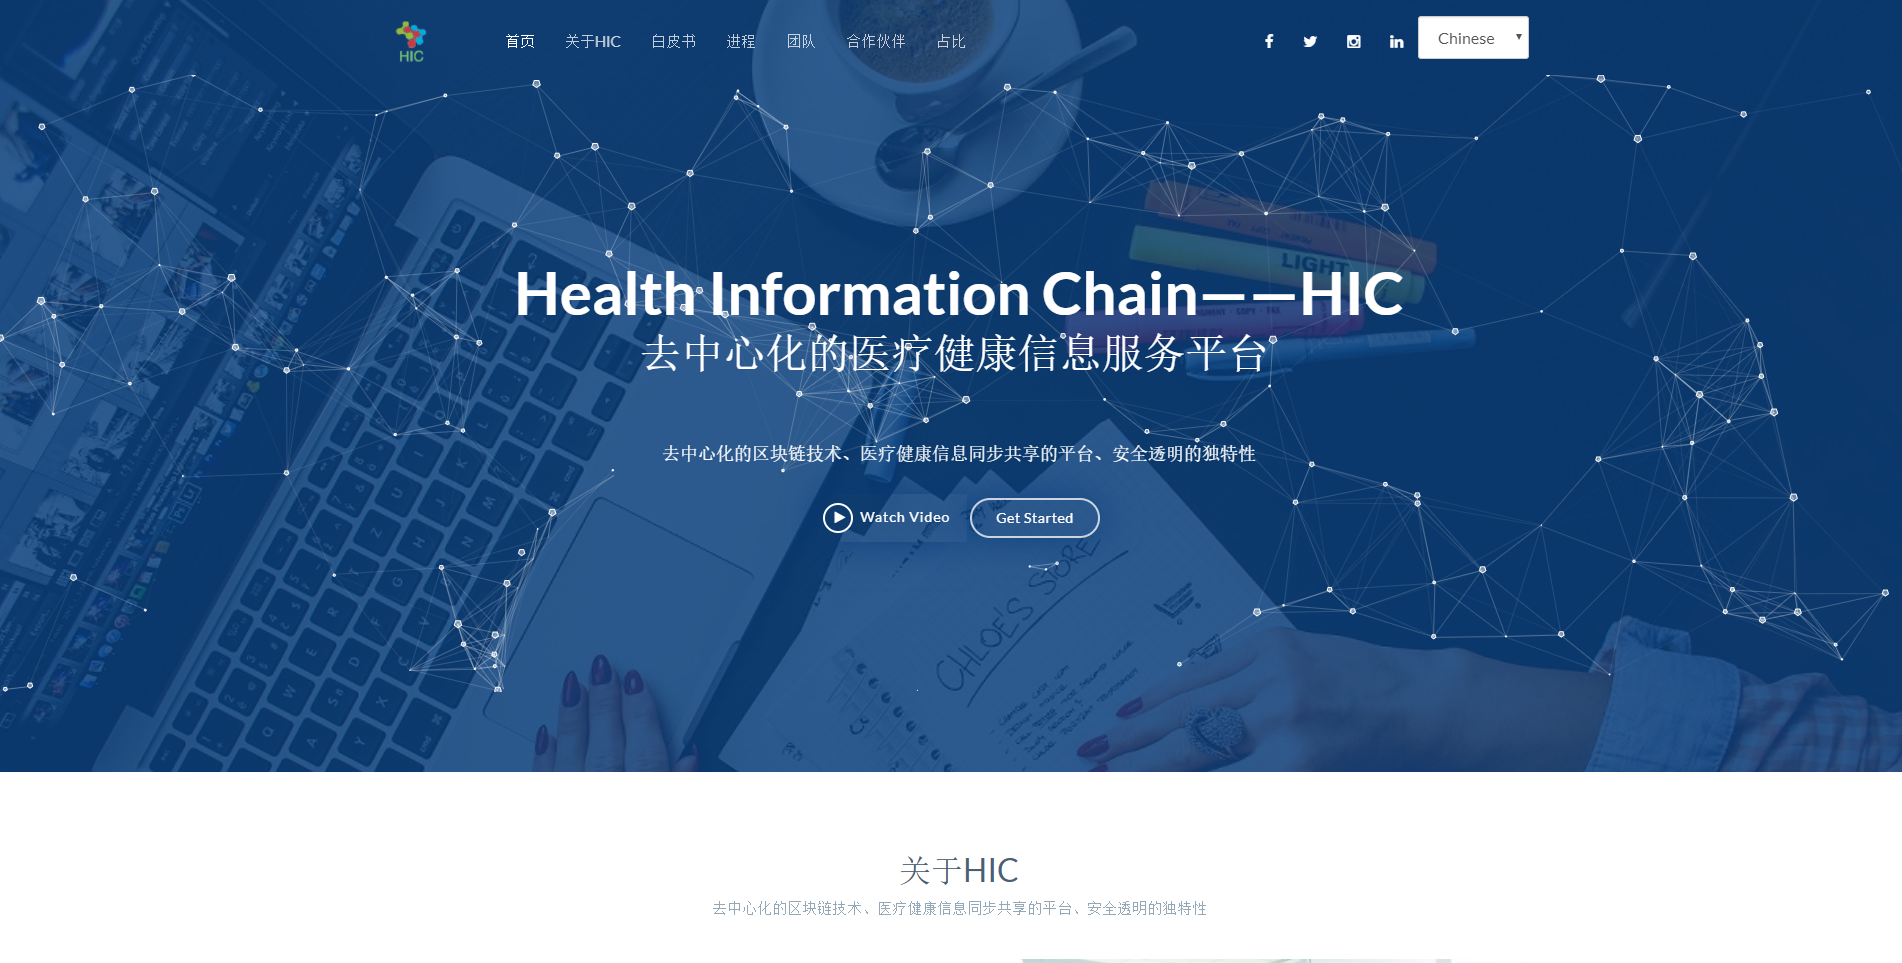 HIC
首页 关于HIC 白皮书 进程 团队 合作伙伴 占比
Chinese
Health Information Chain——HIC
去中心化的医疗健康信息服务平台
去中心化的区块链技术、医疗健康信息同步共享的平台、安全透明的独特性
Watch Video
Get Started
LIGHT
CHLOE'S STORE
关于HIC
去中心化的区块链技术、医疗健康信息同步共享的平台、安全透明的独特性